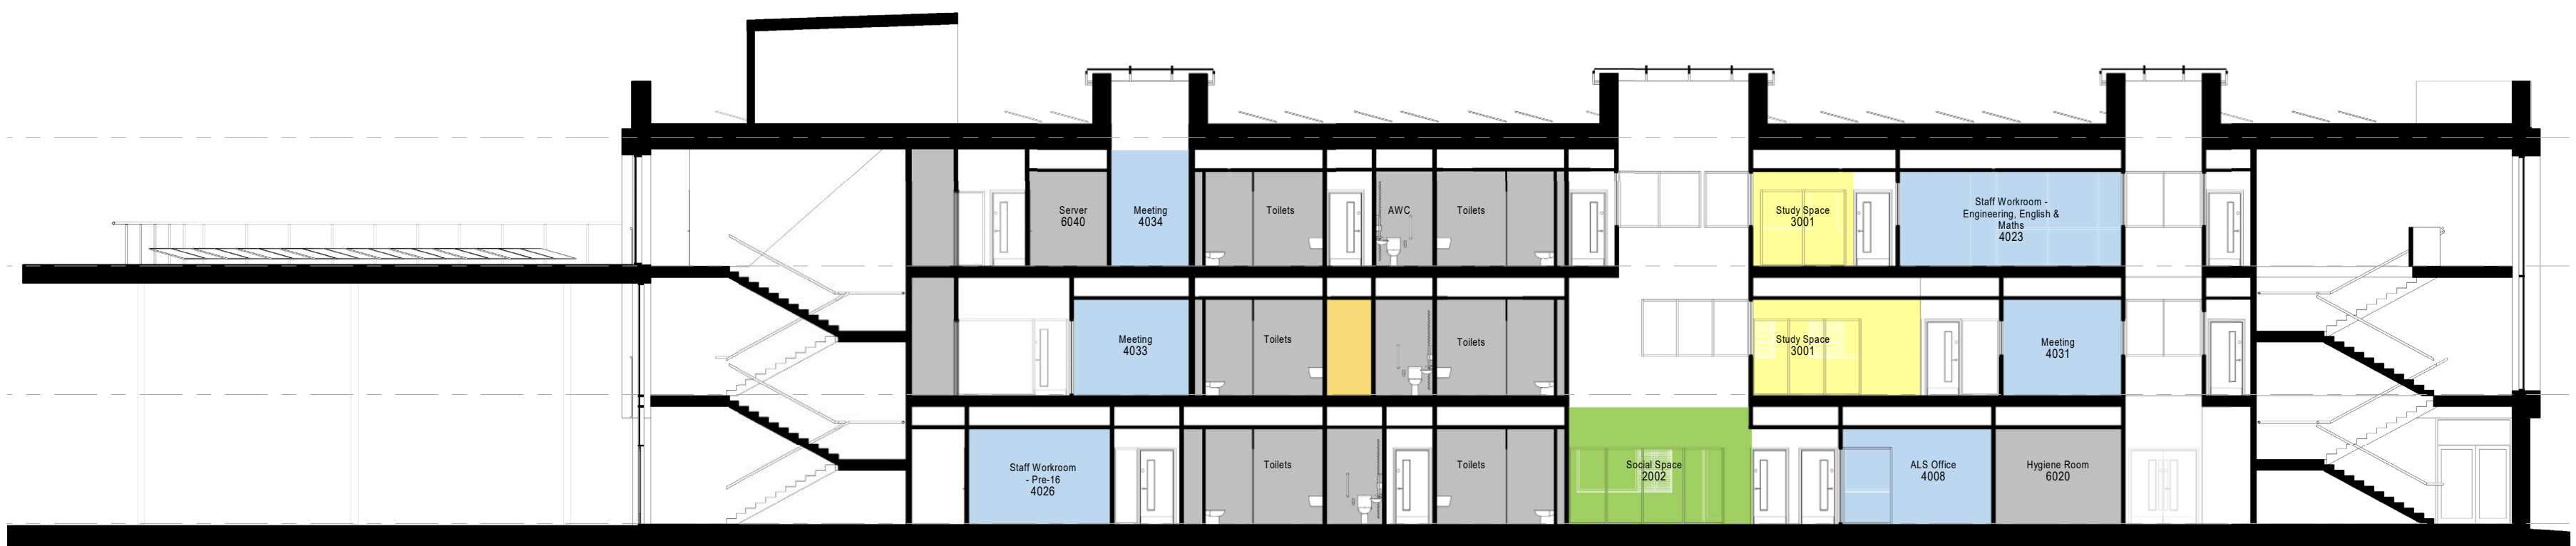 Server
6040
Meeting
4034
Toilets
AWC
Toilets
Study Space
3001
Staff Workroom -
Engineering, English &
Maths
4023
Meeting
4033
Toilets
Toilets
Study Space
3001
Meeting
4031
Staff Workroom
- Pre-16
4026
Toilets
Toilets
Social Space
2002
ALS Office
4008
Hygiene Room
6020